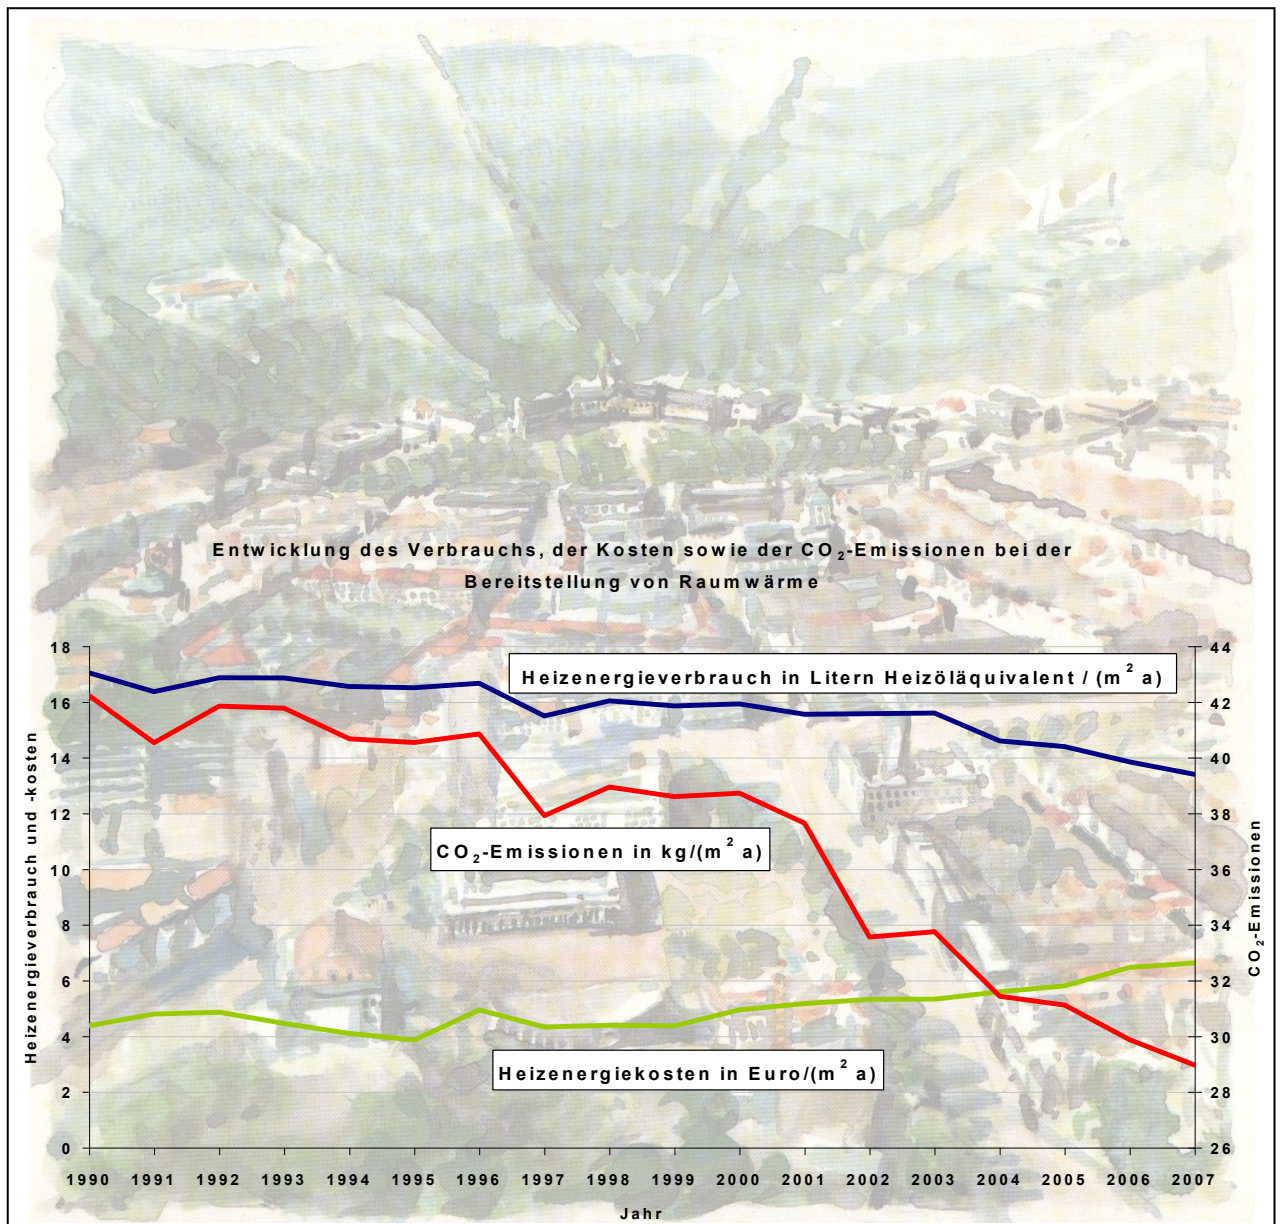 Entwicklung des Verbrauchs, der Kosten sowie der CO₂-Emissionen bei der
Bereitstellung von Raumwärme
Heizenergieverbrauch und -kosten
18
16
14
12
10
8
6
4
2
0
Heizenergieverbrauch in Litern Heizöläquivalent / (m² a)
CO₂-Emissionen in kg/(m² a)
Heizenergiekosten in Euro/(m² a)
44
42
40
38
36
34
32
30
28
26
CO₂-Emissionen
1990 1991 1992 1993 1994 1995 1996 1997 1998 1999 2000 2001 2002 2003 2004 2005 2006 2007
Jahr